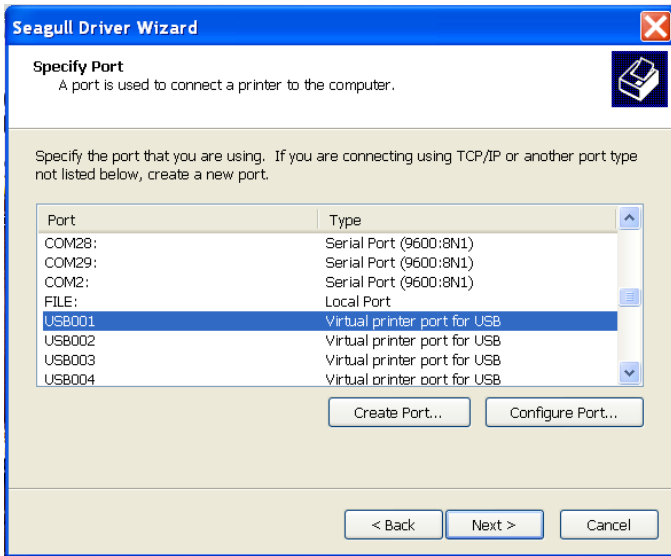 Seagull Driver Wizard
Specify Port
A port is used to connect a printer to the computer.
Specify the port that you are using. If you are connecting using TCP/IP or another port type
not listed below, create a new port.
Port Type
COM28: Serial Port (9600:8N1)
COM29: Serial Port (9600:8N1)
COM2: Serial Port (9600:8N1)
FILE: Local Port
USB001 Virtual printer port for USB
USB002 Virtual printer port for USB
USB003 Virtual printer port for USB
USB004 Virtual printer port for USB
Create Port... Configure Port...
< Back Next > Cancel